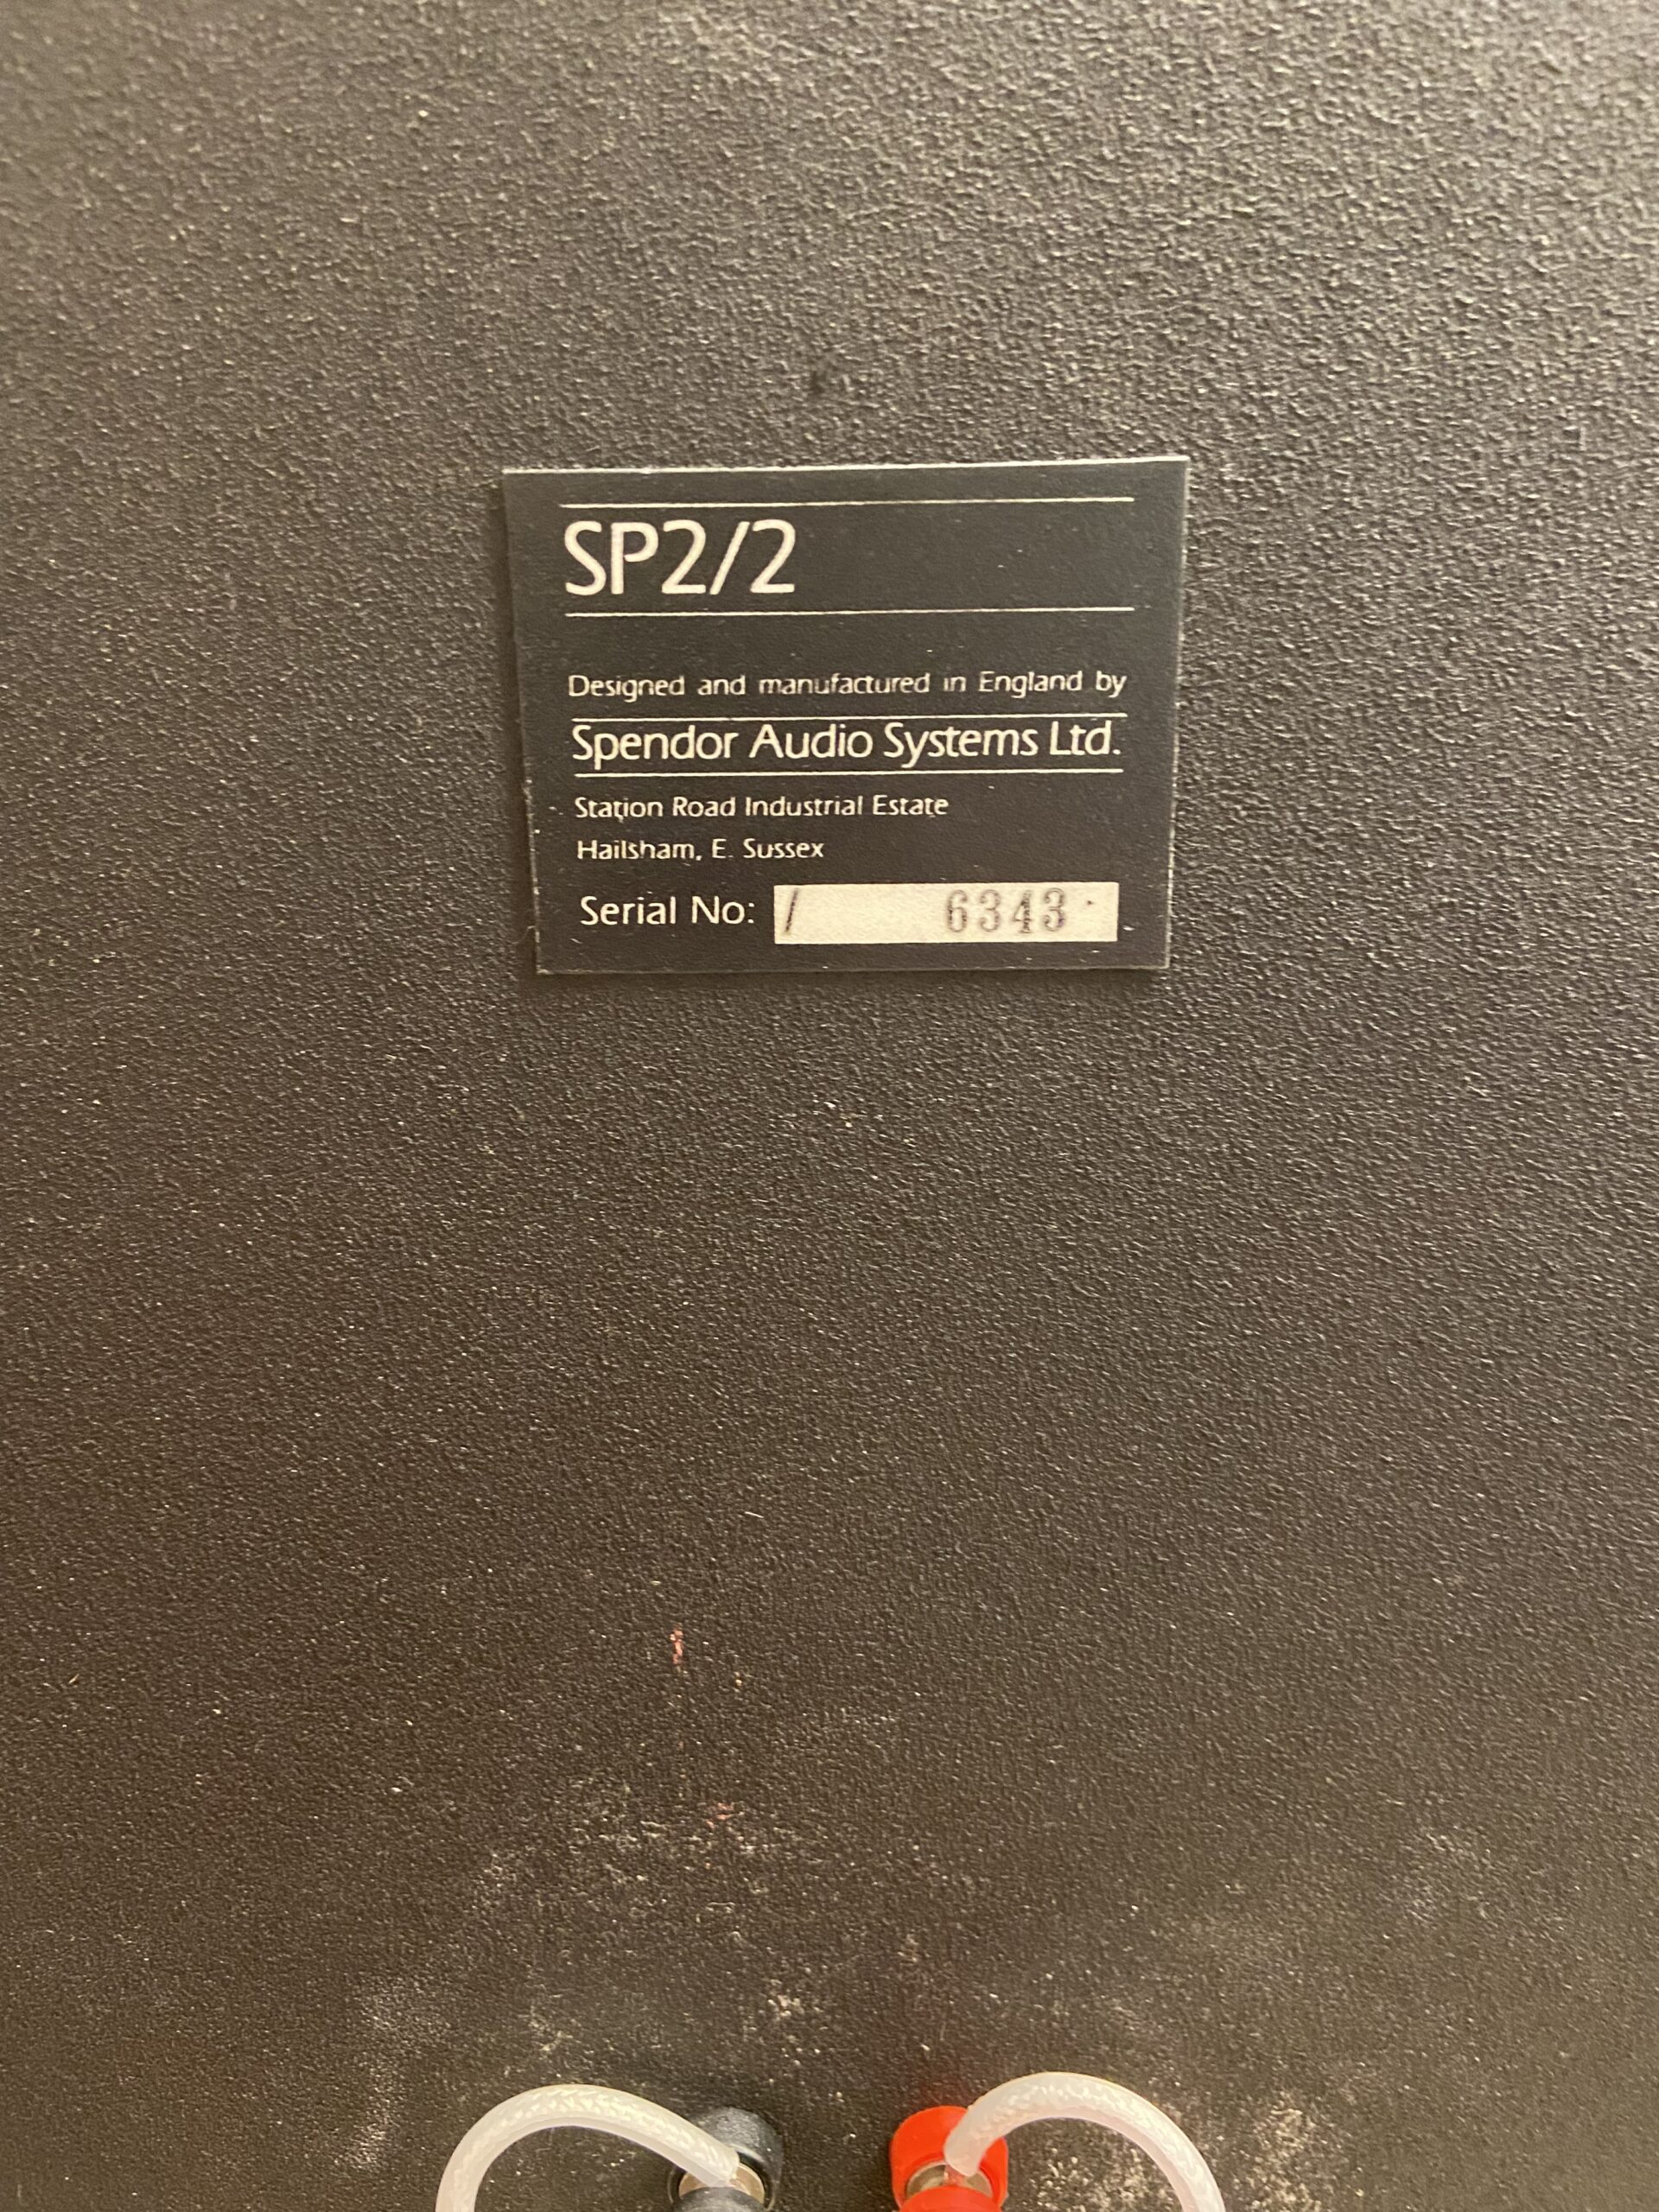 SP2/2
Designed and manufactured in England by
Spendor Audio Systems Ltd.
Station Road Industrial Estate
Hailsham, E. Sussex
Serial No: / 6343